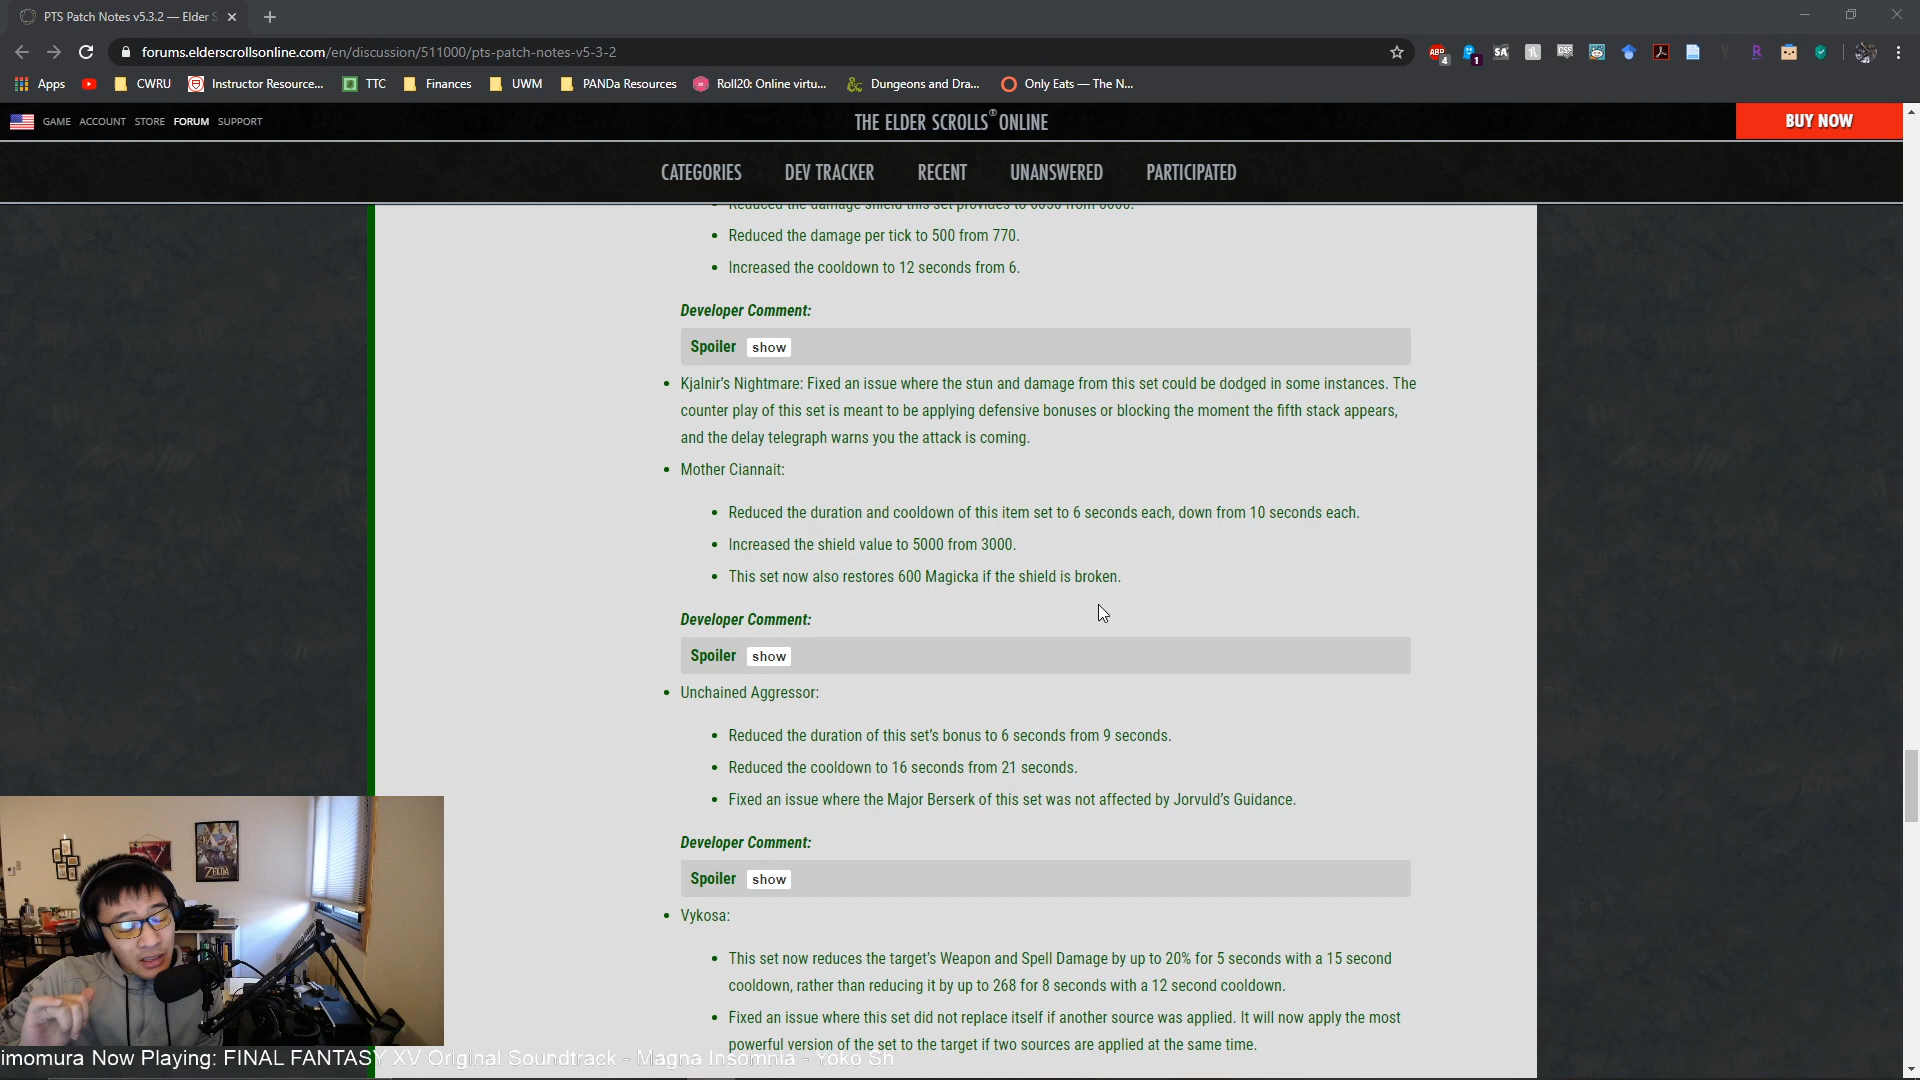 PTS Patch Notes v5.3.2 — Elder S
forums.elderscrollsonline.com/en/discussion/511000/pts-patch-notes-v5-3-2
Apps CWRU Instructor Resource... TTC Finances UWM PANDa Resources Roll20: Online virtu... Dungeons and Dra... Only Eats — The N...
GAME ACCOUNT STORE FORUM SUPPORT
THE ELDER SCROLLS® ONLINE
BUY NOW
CATEGORIES DEV TRACKER RECENT UNANSWERED PARTICIPATED
• Reduced the damage shield this set provides to
• Reduced the damage per tick to 500 from 770.
• Increased the cooldown to 12 seconds from 6.
Developer Comment:
Spoiler show
• Kjalnir's Nightmare: Fixed an issue where the stun and damage from this set could be dodged in some instances. The
counter play of this set is meant to be applying defensive bonuses or blocking the moment the fifth stack appears,
and the delay telegraph warns you the attack is coming.
• Mother Ciannait:
• Reduced the duration and cooldown of this item set to 6 seconds each, down from 10 seconds each.
• Increased the shield value to 5000 from 3000.
• This set now also restores 600 Magicka if the shield is broken.
Developer Comment:
Spoiler show
• Unchained Aggressor:
• Reduced the duration of this set's bonus to 6 seconds from 9 seconds.
• Reduced the cooldown to 16 seconds from 21 seconds.
• Fixed an issue where the Major Berserk of this set was not affected by Jorvuld's Guidance.
Developer Comment:
Spoiler show
• Vykosa:
• This set now reduces the target's Weapon and Spell Damage by up to 20% for 5 seconds with a 15 second
cooldown, rather than reducing it by up to 268 for 8 seconds with a 12 second cooldown.
• Fixed an issue where this set did not replace itself if another source was applied. It will now apply the most
powerful version of the set to the target if two sources are applied at the same time.
ZELDA
imomura Now Playing: FINAL FANTASY XV Original Soundtrack - Magna Insomnia - Yoko Sh